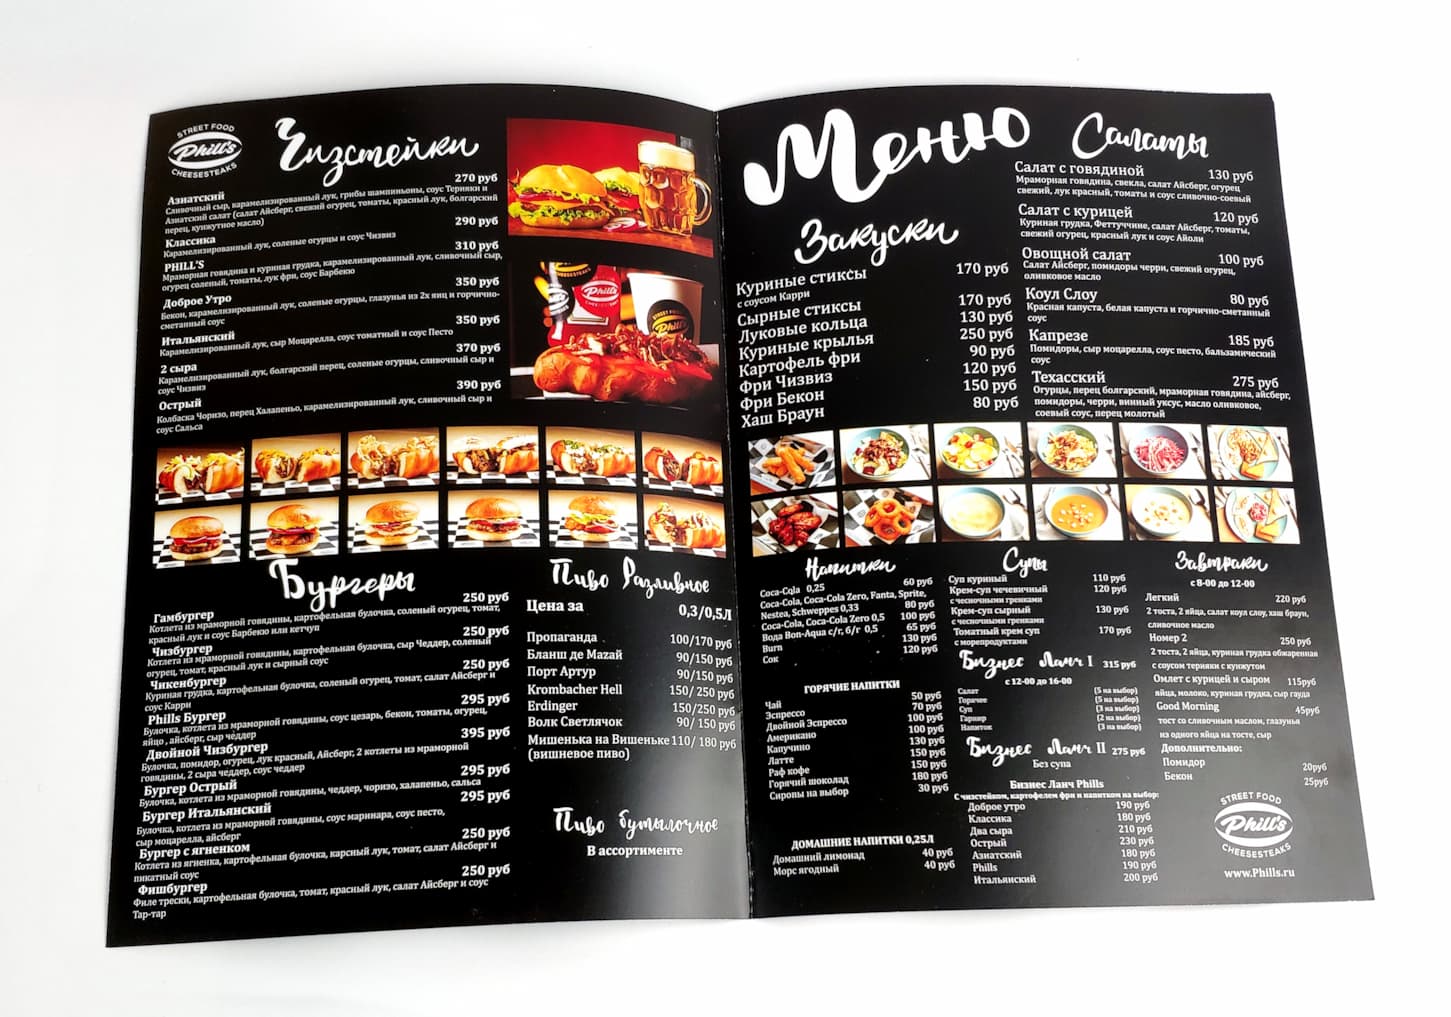 STREET FOOD
Phill's
CHEESESTEAKS
Чизстейки
Азиатский 270 руб
Сливочный сыр, карамелизированный лук, грибы шампиньоны, соус Терияки и
Азиатский салат (салат Айсберг, свежий огурец, томаты, красный лук, болгарский
перец, кунжутное масло)
Классика 290 руб
Карамелизированный лук, соленые огурцы и соус Чизвиз
PHILL'S 310 руб
Мраморная говядина и куриная грудка, карамелизированный лук, сливочный сыр,
огурец соленый, томаты, лук фри, соус Барбекю
Доброе Утро 350 руб
Бекон, карамелизированный лук, соленые огурцы, глазунья из 2х яиц и горчично-
сметанный соус
Итальянский 350 руб
Карамелизированный лук, сыр Моцарелла, соус томатный и соус Песто
2 сыра 370 руб
Карамелизированный лук, болгарский перец, соленые огурцы, сливочный сыр и
соус Чизвиз
Острый 390 руб
Колбаска Чоризо, перец Халапеньо, карамелизированный лук, сливочный сыр и
соус Сальса
Бургеры
Гамбургер 250 руб
Котлета из мраморной говядины, картофельная булочка, соленый огурец, томат,
красный лук и соус Барбекю или кетчуп
Чизбургер 250 руб
Котлета из мраморной говядины, картофельная булочка, сыр Чеддер, соленый
огурец, томат, красный лук и сырный соус
Чикенбургер 250 руб
Куриная грудка, картофельная булочка, соленый огурец, томат, салат Айсберг и
соус Карри
Phills Бургер 295 руб
Булочка, котлета из мраморной говядины, соус цезарь, бекон, томаты, огурец,
яйцо , айсберг, сыр чеддер
Двойной Чизбургер 395 руб
Булочка, помидор, огурец, лук красный, Айсберг, 2 котлеты из мраморной
говядины, 2 сыра чеддер, соус чеддер
Бургер Острый 295 руб
Булочка, котлета из мраморной говядины, чеддер, чоризо, халапеньо, сальса
Бургер Итальянский 295 руб
Булочка, котлета из мраморной говядины, соус маринара, соус песто,
сыр моцарелла, айсберг
Бургер с ягненком 250 руб
Котлета из ягненка, картофельная булочка, карсный лук, томат, салат Айсберг и
пикатный соус
Фишбургер 250 руб
Филе трески, картофельная булочка, томат, красный лук, салат Айсберг и соус
Тар-тар
Пиво Разливное
Цена за 0,3/0,5Л
Пропаганда 100/170 руб
Бланш де Mazай 90/150 руб
Порт Артур 90/150 руб
Krombacher Hell 150/ 250 руб
Erdinger 150/250 руб
Волк Светлячок 90/ 150 руб
Мишенька на Вишеньке 110/ 180 руб
(вишневое пиво)
Пиво бутылочное
В ассортименте
Меню
Закуски
Куриные стиксы 170 руб
с соусом Карри
Сырные стиксы 170 руб
Луковые кольца 130 руб
Куриные крылья 250 руб
Картофель фри 90 руб
Фри Чизвиз 120 руб
Фри Бекон 150 руб
Хаш Браун 80 руб
Салаты
Салат с говядиной 130 руб
Мраморная говядина, свекла, салат Айсберг, огурец
свежий, лук красный, томаты и соус сливочно-соевый
Салат с курицей 120 руб
Куриная грудка, Феттуччине, салат Айсберг, томаты,
свежий огурец, красный лук и соус Айоли
Овощной салат 100 руб
Салат Айсберг, помидоры черри, свежий огурец,
оливковое масло
Коул Слоу 80 руб
Красная капуста, белая капуста и горчично-сметанный
соус
Капрезе 185 руб
Помидоры, сыр моцарелла, соус песто, бальзамический
соус
Техасский 275 руб
Огурцы, перец болгарский, мраморная говядина, айсберг,
помидоры, черри, винный уксус, масло оливковое,
соевый соус, перец молотый
Напитки
Coca-Cola 0,25 60 руб
Coca-Cola, Coca-Cola Zero, Fanta, Sprite,
Nestea, Schweppes 0,33 80 руб
Coca-Cola, Coca-Cola Zero 0,5 100 руб
Вода Bon-Aqua с/г, б/г 0,5 65 руб
Burn 130 руб
Сок 120 руб
ГОРЯЧИЕ НАПИТКИ
Чай 50 руб
Эспрессо 70 руб
Двойной Эспрессо 100 руб
Американо 100 руб
Капучино 130 руб
Латте 150 руб
Раф кофе 150 руб
Горячий шоколад 180 руб
Сиропы на выбор 30 руб
ДОМАШНИЕ НАПИТКИ 0,25Л
Домашний лимонад 40 руб
Морс ягодный 40 руб
Супы
Суп куриный 110 руб
Крем-суп чечевичный 120 руб
с чесночными гренками
Крем-суп сырный 130 руб
с чесночными гренками
Томатный крем суп 170 руб
с морепродуктами
Бизнес Ланч I 315 руб
с 12-00 до 16-00
Салат (5 на выбор)
Горячее (5 на выбор)
Суп (3 на выбор)
Гарнир (2 на выбор)
Напиток (3 на выбор)
Бизнес Ланч II 275 руб
Без супа
Бизнес Ланч Phills
С чизстейком, картофелем фри и напитком на выбор:
Доброе утро 190 руб
Классика 180 руб
Два сыра 210 руб
Острый 230 руб
Азиатский 180 руб
Phills 190 руб
Итальянский 200 руб
Завтраки
с 8-00 до 12-00
Легкий 220 руб
2 тоста, 2 яйца, салат коул слоу, хаш браун,
сливочное масло
Номер 2 250 руб
2 тоста, 2 яйца, куриная грудка обжаренная
с соусом терияки с кунжутом
Омлет с курицей и сыром 115руб
яйца, молоко, куриная грудка, сыр гауда
Good Morning 45руб
тост со сливочным маслом, глазунья
из одного яйца на тосте, сыр
Дополнительно:
Помидор 20руб
Бекон 25руб
STREET FOOD
Phill's
CHEESESTEAKS
www.Phills.ru